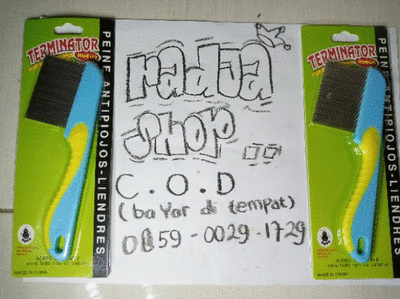 TERMINATOR
PEINE ANTIPIOJOS-LIENDRES
MADE IN CHINA
radja
shop
C.O.D
(bayar di tempat)
0859-0029-1729
TERMINATOR
PEINE ANTIPIOJOS-LIENDRES
MADE IN CHINA